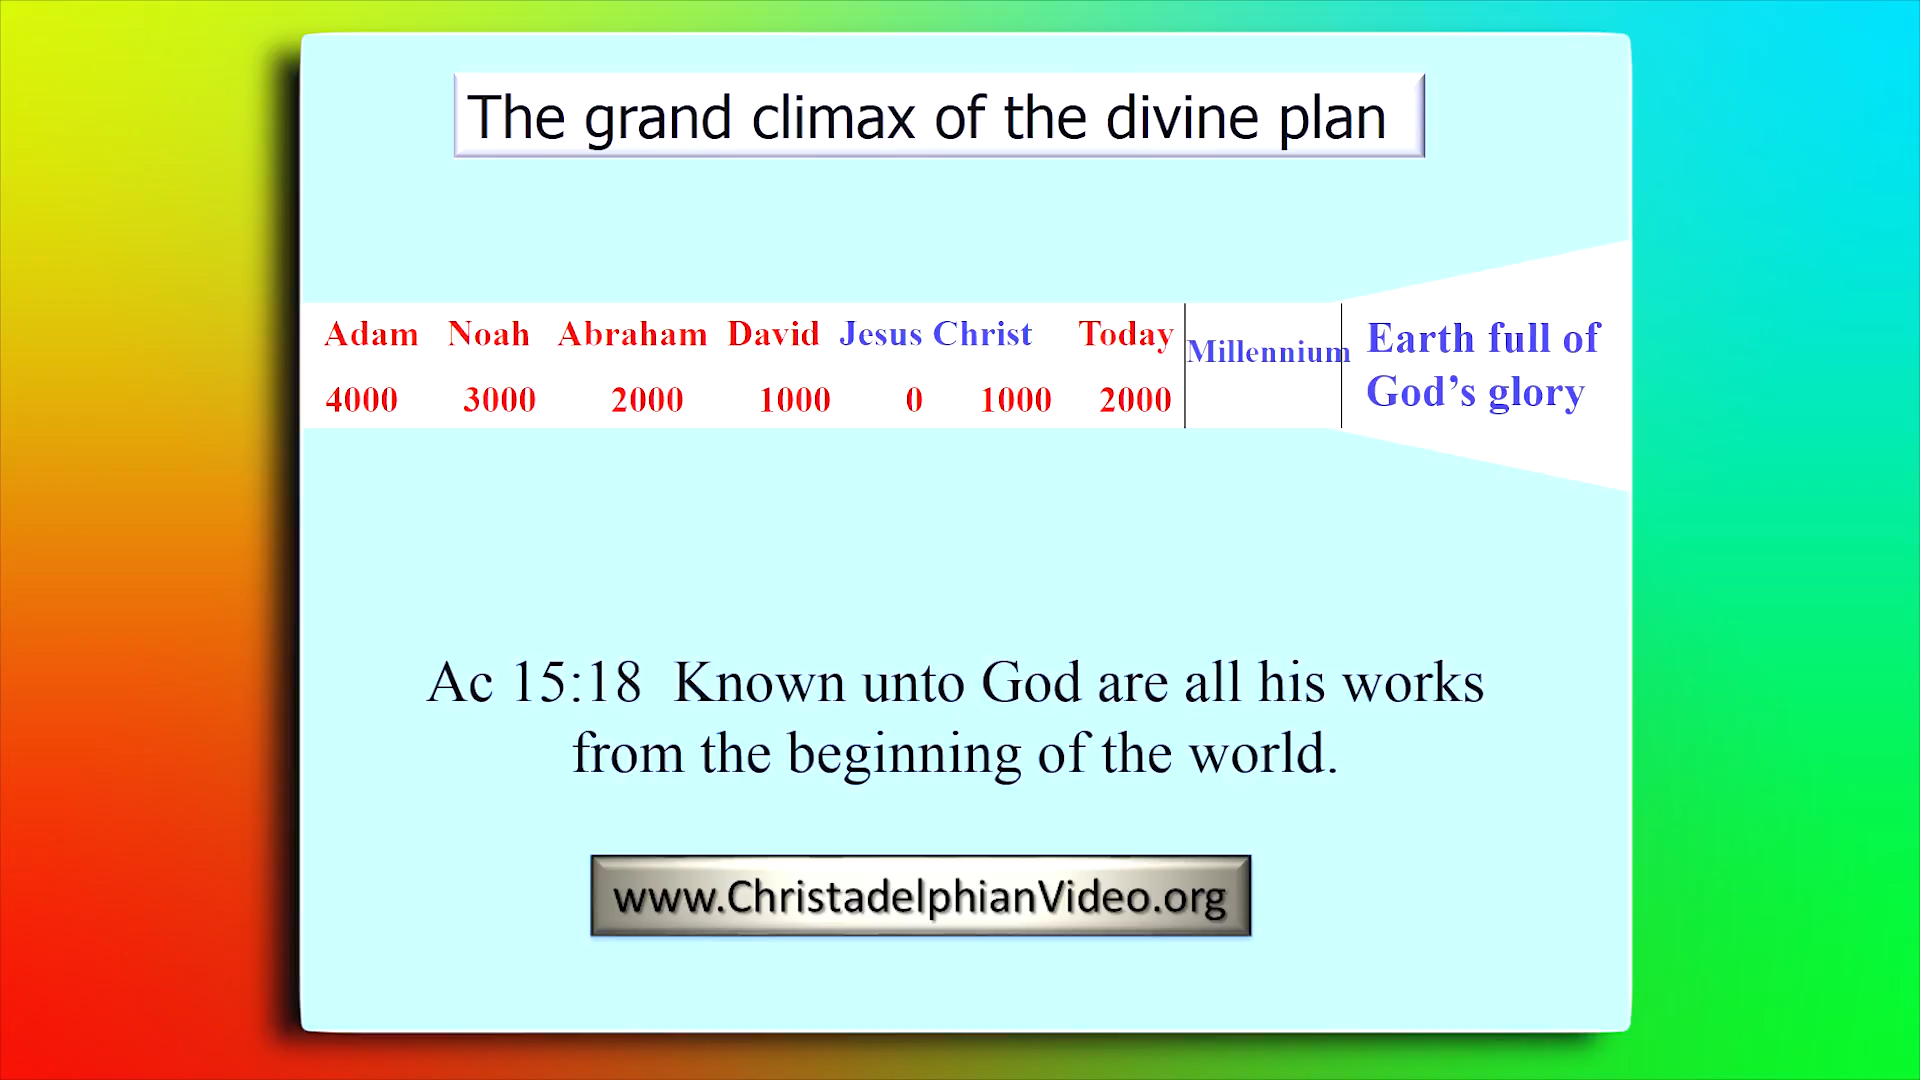 The grand climax of the divine plan
Adam Noah Abraham David Jesus Christ Today
4000 3000 2000 1000 0 1000 2000
Millennium
Earth full of
God’s glory
Ac 15:18 Known unto God are all his works
from the beginning of the world.
www.ChristadelphianVideo.org